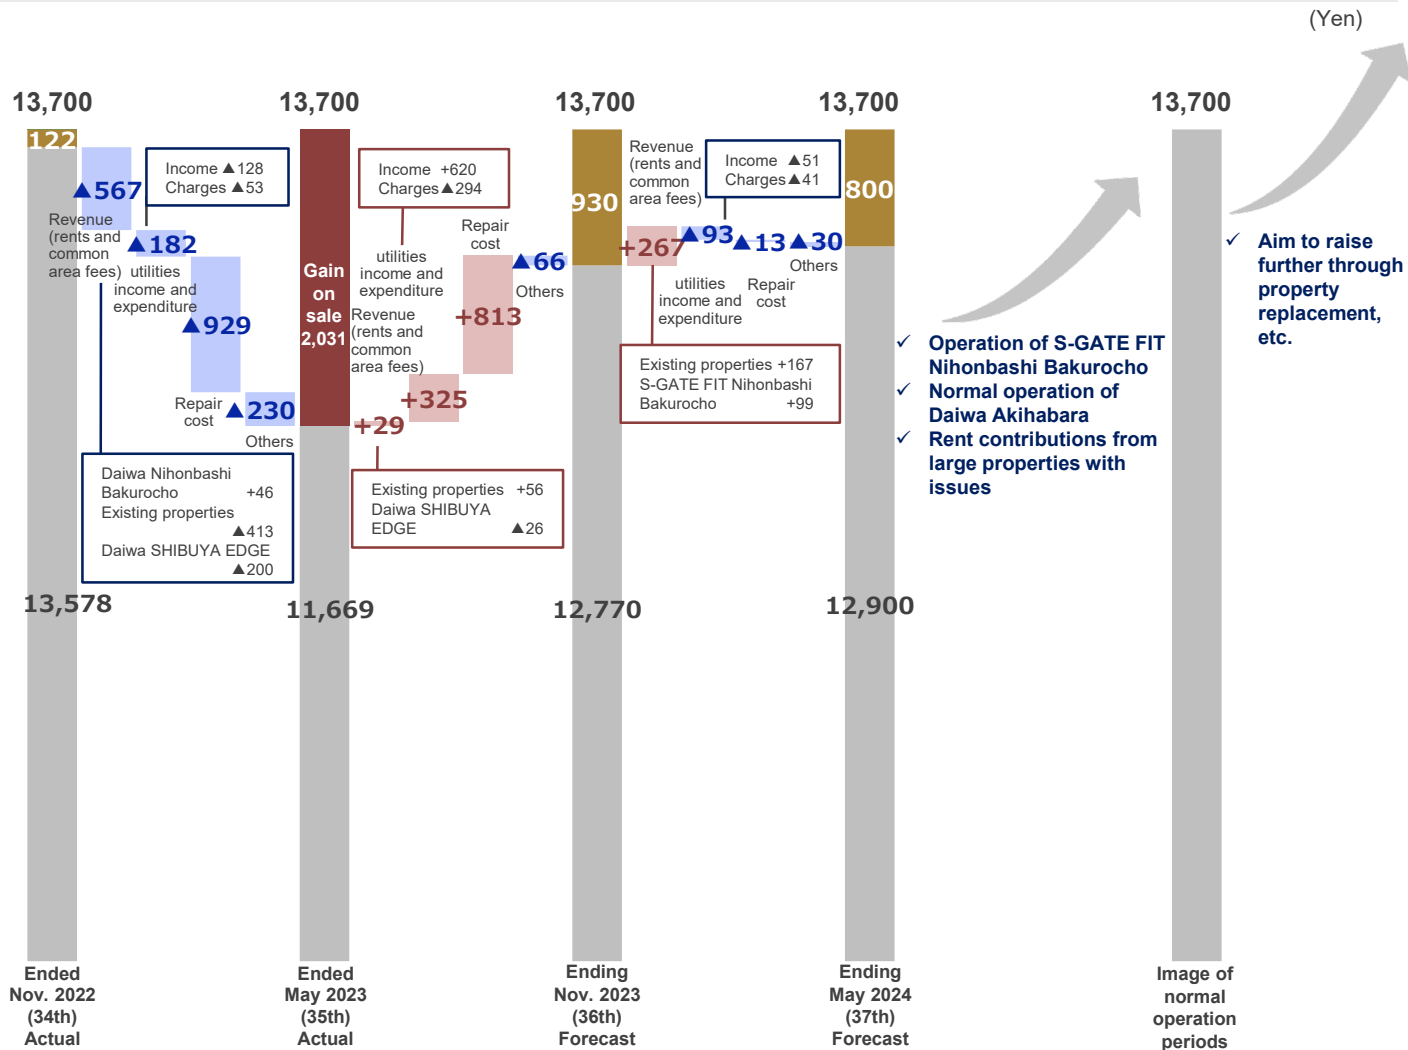 (Yen)
13,700
13,700
13,700
13,700
13,700
122
▲567
Revenue
(rents and
common
area fees)
Income ▲128
Charges ▲53
▲182
utilities
income and
expenditure
▲929
Repair
cost
▲230
Others
Daiwa Nihonbashi
Bakurocho +46
Existing properties
▲413
Daiwa SHIBUYA EDGE
▲200
13,578
Gain
on
sale
2,031
Income +620
Charges▲294
utilities
income and
expenditure
Revenue
(rents and
common
area fees)
+29
+325
Repair
cost
+813
▲66
Others
Existing properties +56
Daiwa SHIBUYA
EDGE ▲26
11,669
930
Revenue
(rents and
common
area fees)
Income ▲51
Charges▲41
+267
▲93
▲13
▲30
Others
utilities
income and
expenditure
Repair
cost
Existing properties +167
S-GATE FIT Nihonbashi
Bakurocho +99
12,770
800
12,900
✓ Operation of S-GATE FIT
Nihonbashi Bakurocho
✓ Normal operation of
Daiwa Akihabara
✓ Rent contributions from
large properties with
issues
✓ Aim to raise
further through
property
replacement,
etc.
Ended
Nov. 2022
(34th)
Actual
Ended
May 2023
(35th)
Actual
Ending
Nov. 2023
(36th)
Forecast
Ending
May 2024
(37th)
Forecast
Image of
normal
operation
periods